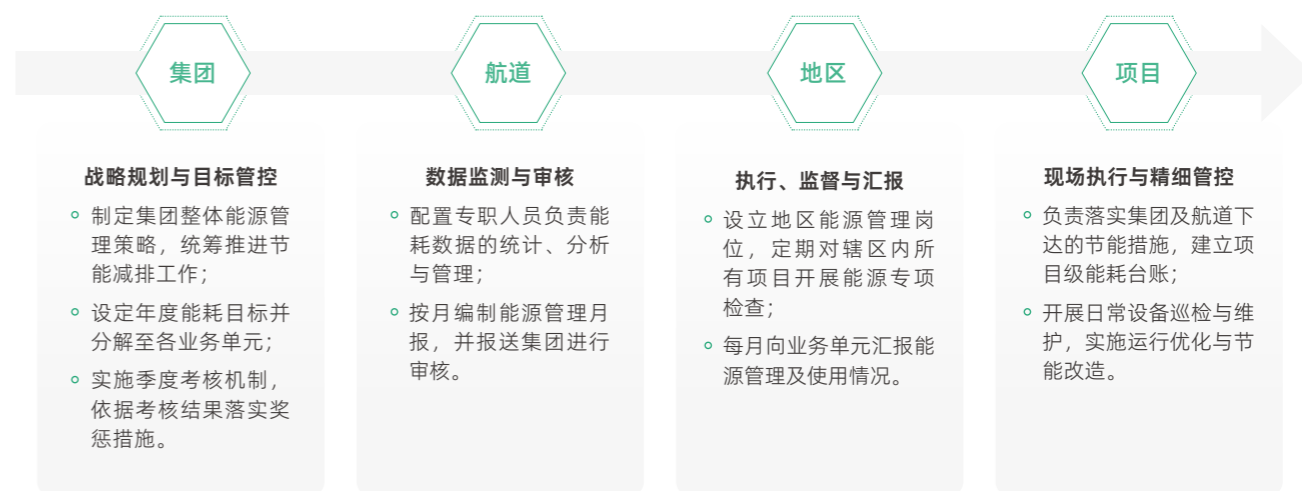 集团
航道
地区
项目
战略规划与目标管控
制定集团整体能源管
理策略，统筹推进节
能减排工作；
设定年度能耗目标并
分解至各业务单元；
实施季度考核机制，
依据考核结果落实奖
惩措施。
数据监测与审核
配置专职人员负责能
耗数据的统计、分析
与管理；
按月编制能源管理月
报，并报送集团进行
审核。
执行、监督与汇报
设立地区能源管理岗
位，定期对辖区内所
有项目开展能源专项
检查；
每月向业务单元汇报能
源管理及使用情况。
现场执行与精细管控
负责落实集团及航道下
达的节能措施，建立项
目级能耗台账；
开展日常设备巡检与维
护，实施运行优化与节
能改造。